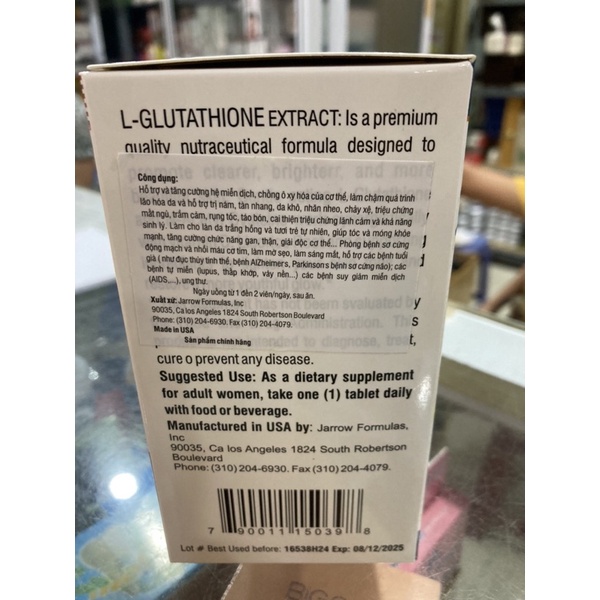 L-GLUTATHIONE EXTRACT: Is a premium
quality nutraceutical formula designed to
Công dụng:
Hỗ trợ và tăng cường hệ miễn dịch, chống ô xy hóa của cơ thể, làm chậm quá trình
lão hóa da và hỗ trợ trị nám, tàn nhang, da khô, nhăn nheo, chảy xệ, triệu chứng
mất ngủ, trầm cảm, rụng tóc, táo bón, cai thiện triệu chứng lãnh cảm và khả năng
sinh lý. Làm cho làn da trắng hồng và tươi trẻ tự nhiên, giúp tóc và móng khỏe
mạnh, tăng cường chức năng gan, thận, giải độc cơ thể... Phòng bệnh sơ cứng
động mạch và nhồi máu cơ tim, làm mờ sẹo, làm sáng mắt, hỗ trợ các bệnh tuổi
già ( như đục thủy tinh thể, bệnh AlZheimers, Parkinson's bệnh sơ cứng não); các
bệnh tự miễn (lupus, thấp khớp, vảy nến...) các bệnh suy giảm miễn dịch
(AIDS,...), ung thư.
Ngày uống từ 1 đến 2 viên/ngày, sau ăn.
Xuất xứ: Jarrow Formulas, Inc
90035, Ca los Angeles 1824 South Robertson Boulevard
Phone: (310) 204-6930. Fax (310) 204-4079.
Made in USA
Sản phẩm chính hãng
cure o prevent any disease.
Suggested Use: As a dietary supplement
for adult women, take one (1) tablet daily
with food or beverage.
Manufactured in USA by: Jarrow Formulas,
Inc
90035, Ca los Angeles 1824 South Robertson
Boulevard
Phone: (310) 204-6930. Fax (310) 204-4079.
7 90011 15039 8
Lot # Best Used before: 16538H24 Exp: 08/12/2025